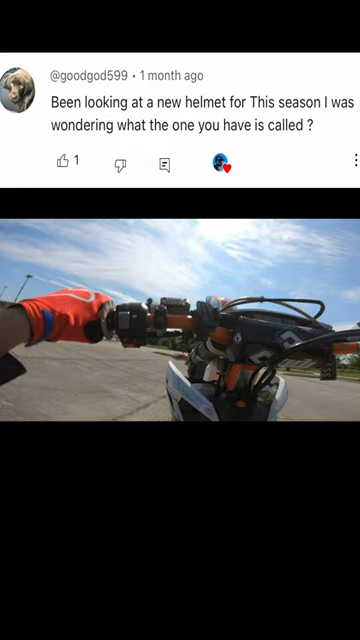 @goodgod599 • 1 month ago
Been looking at a new helmet for This season I was
wondering what the one you have is called ?
1